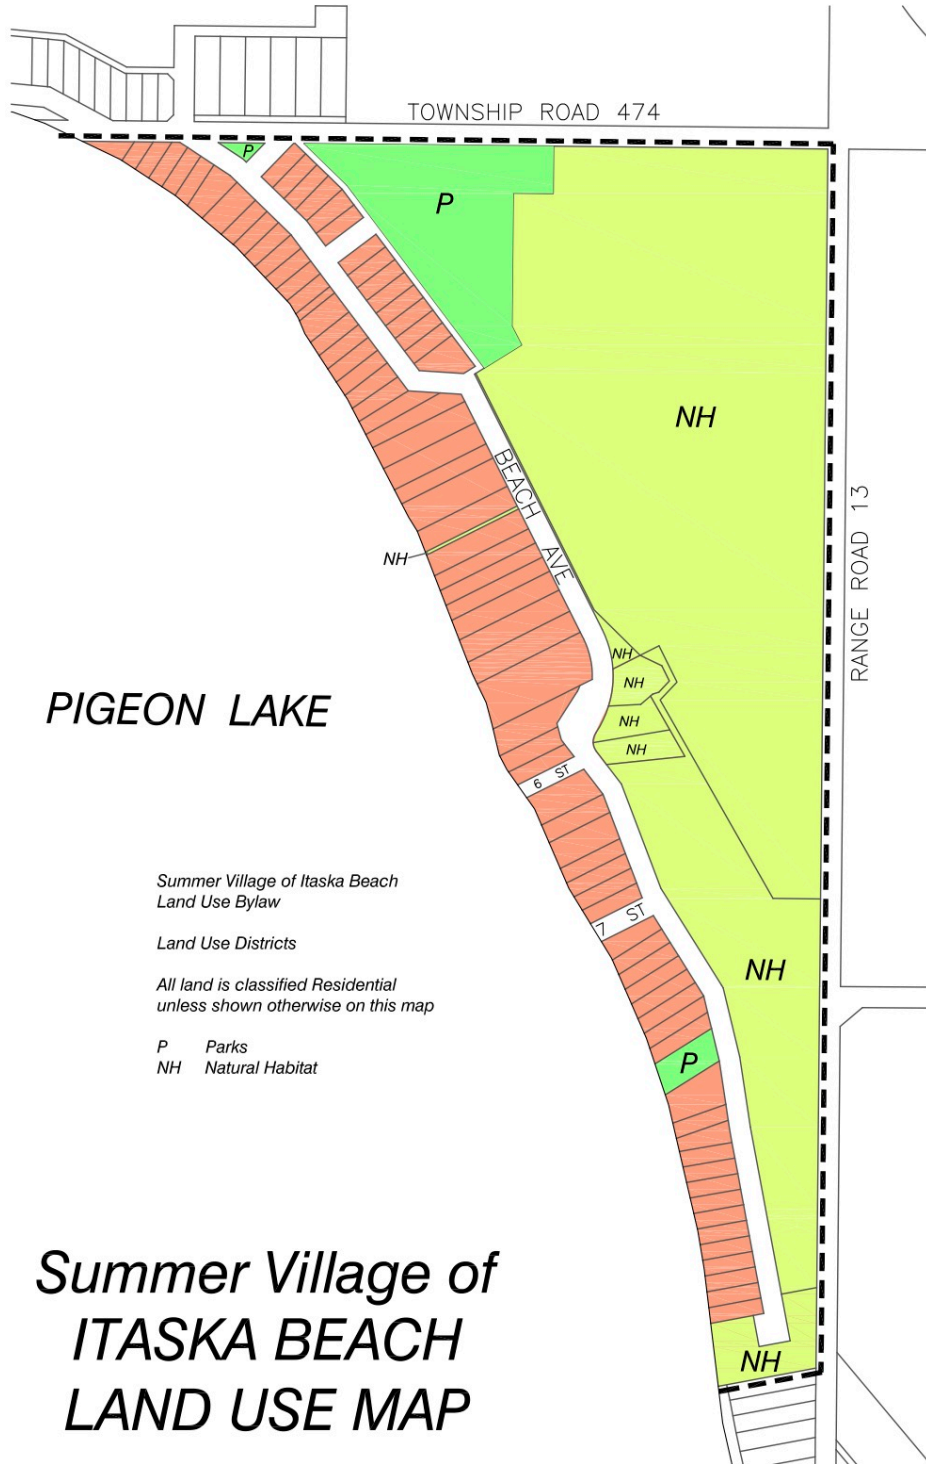 TOWNSHIP ROAD 474
P
P
NH
BEACH AVE
RANGE ROAD 13
NH
NH
NH
NH
NH
PIGEON LAKE
6 ST
Summer Village of Itaska Beach
Land Use Bylaw
Land Use Districts
7 ST
NH
All land is classified Residential
unless shown otherwise on this map
P Parks
NH Natural Habitat
P
Summer Village of
ITASKA BEACH
LAND USE MAP
NH